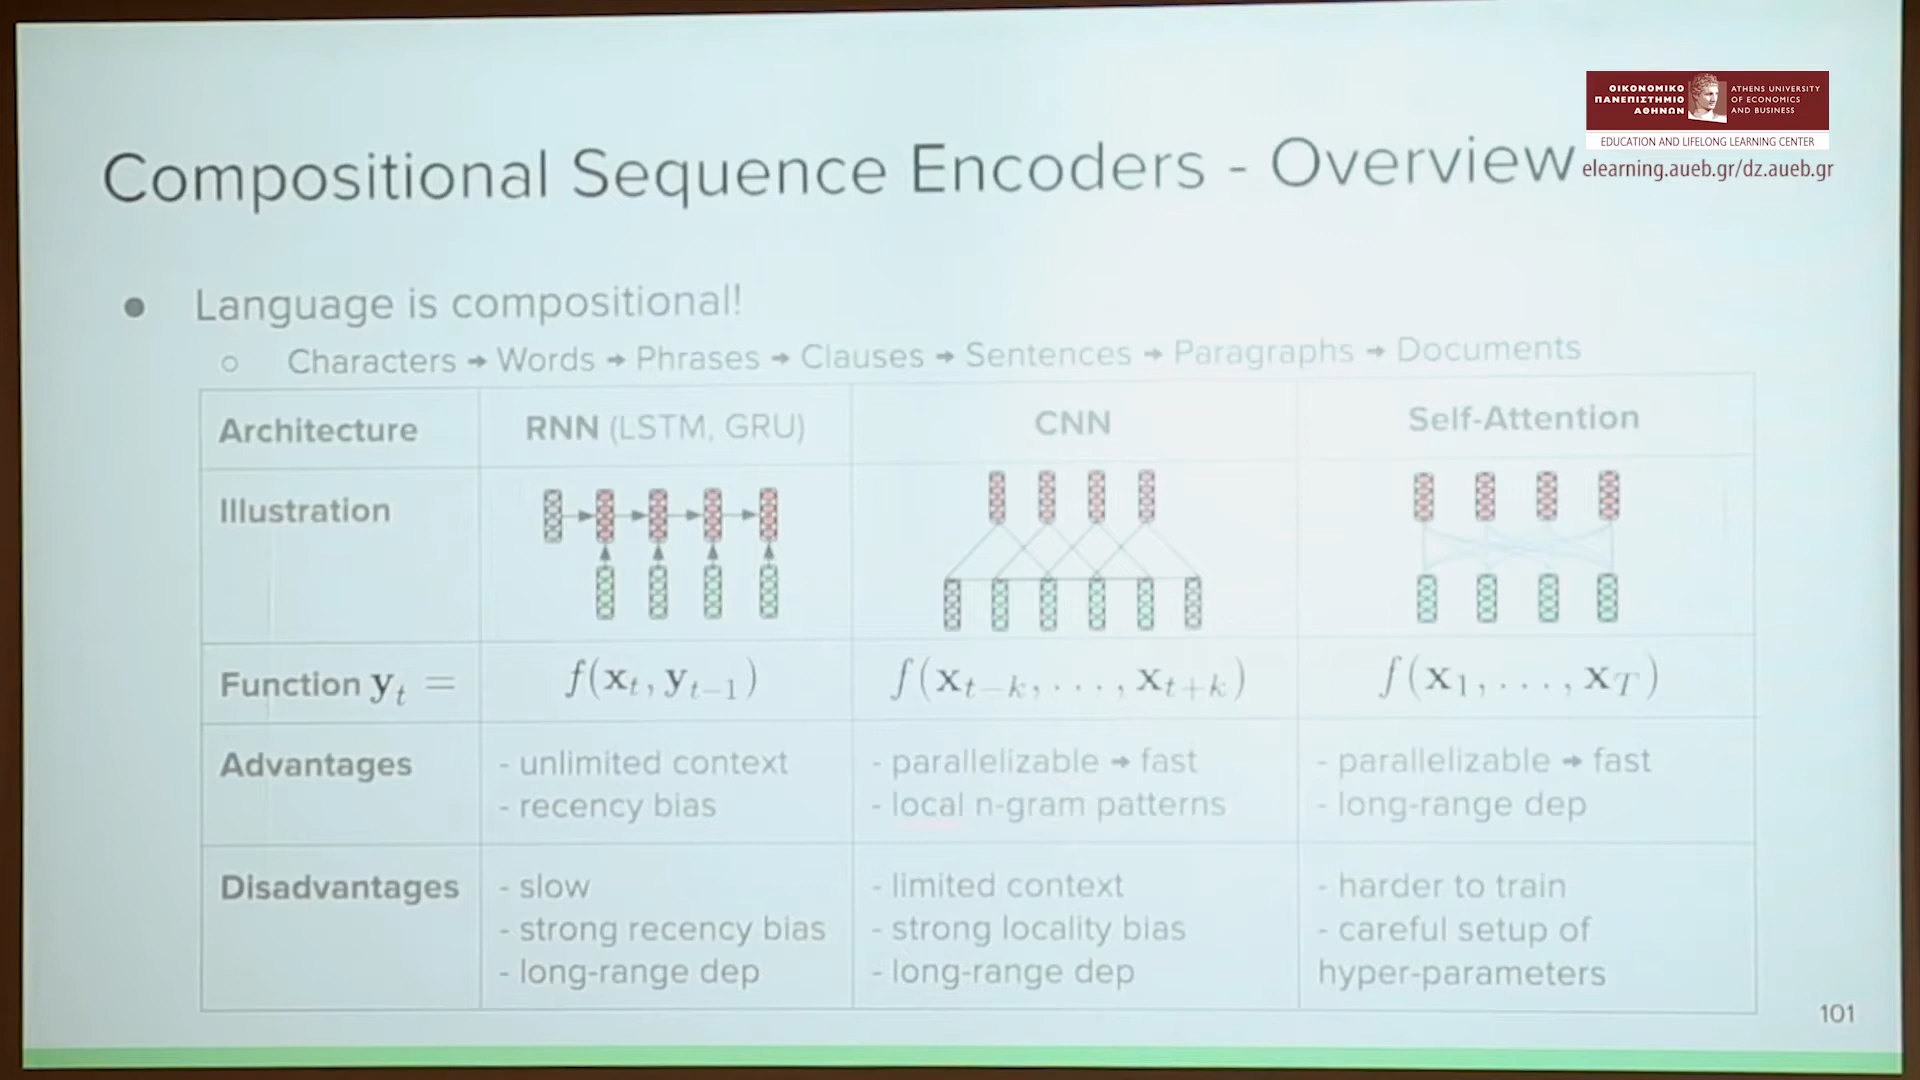 ΟΙΚΟΝΟΜΙΚΟ
ΠΑΝΕΠΙΣΤΗΜΙΟ
ΑΘΗΝΩΝ
ATHENS UNIVERSITY
OF ECONOMICS
AND BUSINESS
EDUCATION AND LIFELONG LEARNING CENTER
elearning.aueb.gr/dz.aueb.gr
Compositional Sequence Encoders - Overview
● Language is compositional!
○ Characters → Words → Phrases → Clauses → Sentences → Paragraphs → Documents
Architecture RNN (LSTM, GRU) CNN Self-Attention
Illustration
Function y_t = f(x_t, y_{t-1}) f(x_{t-k}, . . . , x_{t+k}) f(x_1, . . . , x_T)
Advantages - unlimited context - parallelizable → fast - parallelizable → fast
- recency bias - local n-gram patterns - long-range dep
Disadvantages - slow - limited context - harder to train
- strong recency bias - strong locality bias - careful setup of
- long-range dep - long-range dep hyper-parameters
101